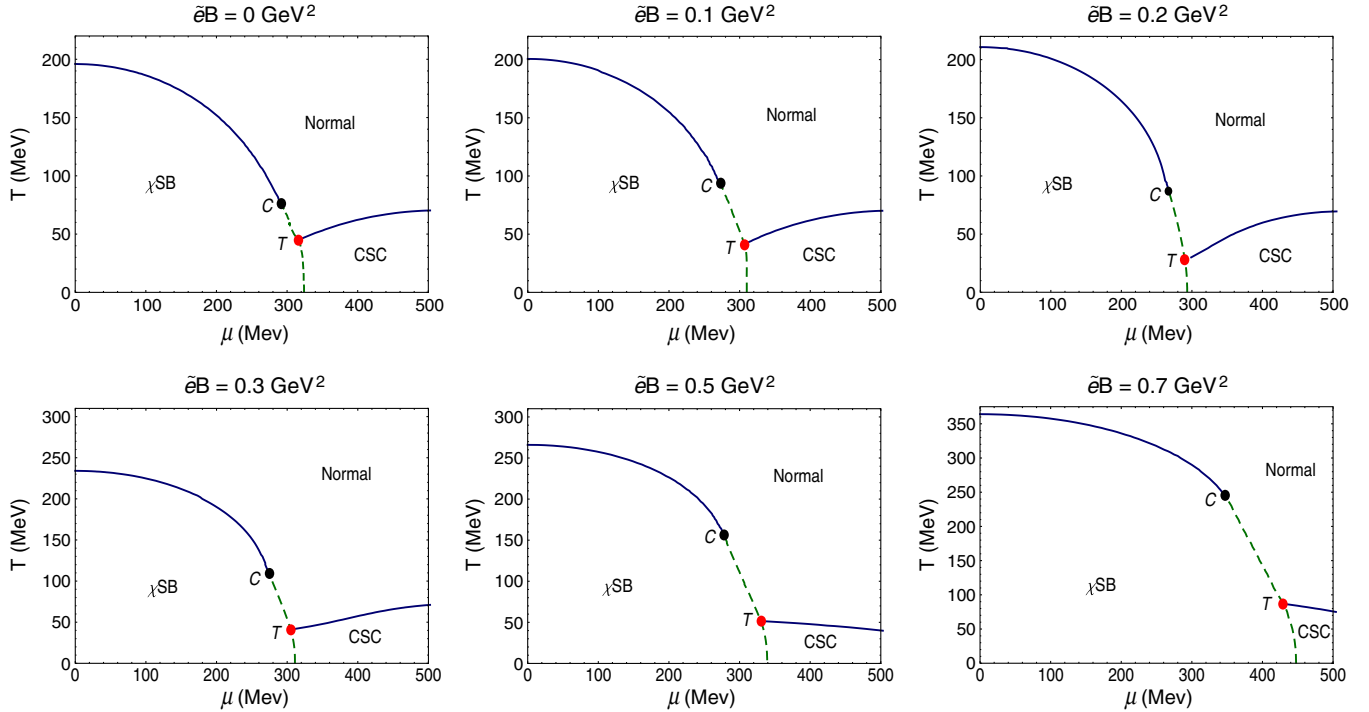 ẽB = 0 GeV²
200
150
100
50
0
T (MeV)
Normal
χSB
C
T
CSC
0 100 200 300 400 500
μ (Mev)
ẽB = 0.1 GeV²
200
150
100
50
0
T (MeV)
Normal
χSB
C
T
CSC
0 100 200 300 400 500
μ (Mev)
ẽB = 0.2 GeV²
200
150
100
50
0
T (MeV)
Normal
χSB
C
T
CSC
0 100 200 300 400 500
μ (Mev)
ẽB = 0.3 GeV²
300
250
200
150
100
50
0
T (MeV)
Normal
χSB
C
T
CSC
0 100 200 300 400 500
μ (Mev)
ẽB = 0.5 GeV²
300
250
200
150
100
50
0
T (MeV)
Normal
χSB
C
T
CSC
0 100 200 300 400 500
μ (Mev)
ẽB = 0.7 GeV²
350
300
250
200
150
100
50
0
T (MeV)
Normal
χSB
C
T
CSC
0 100 200 300 400 500
μ (Mev)